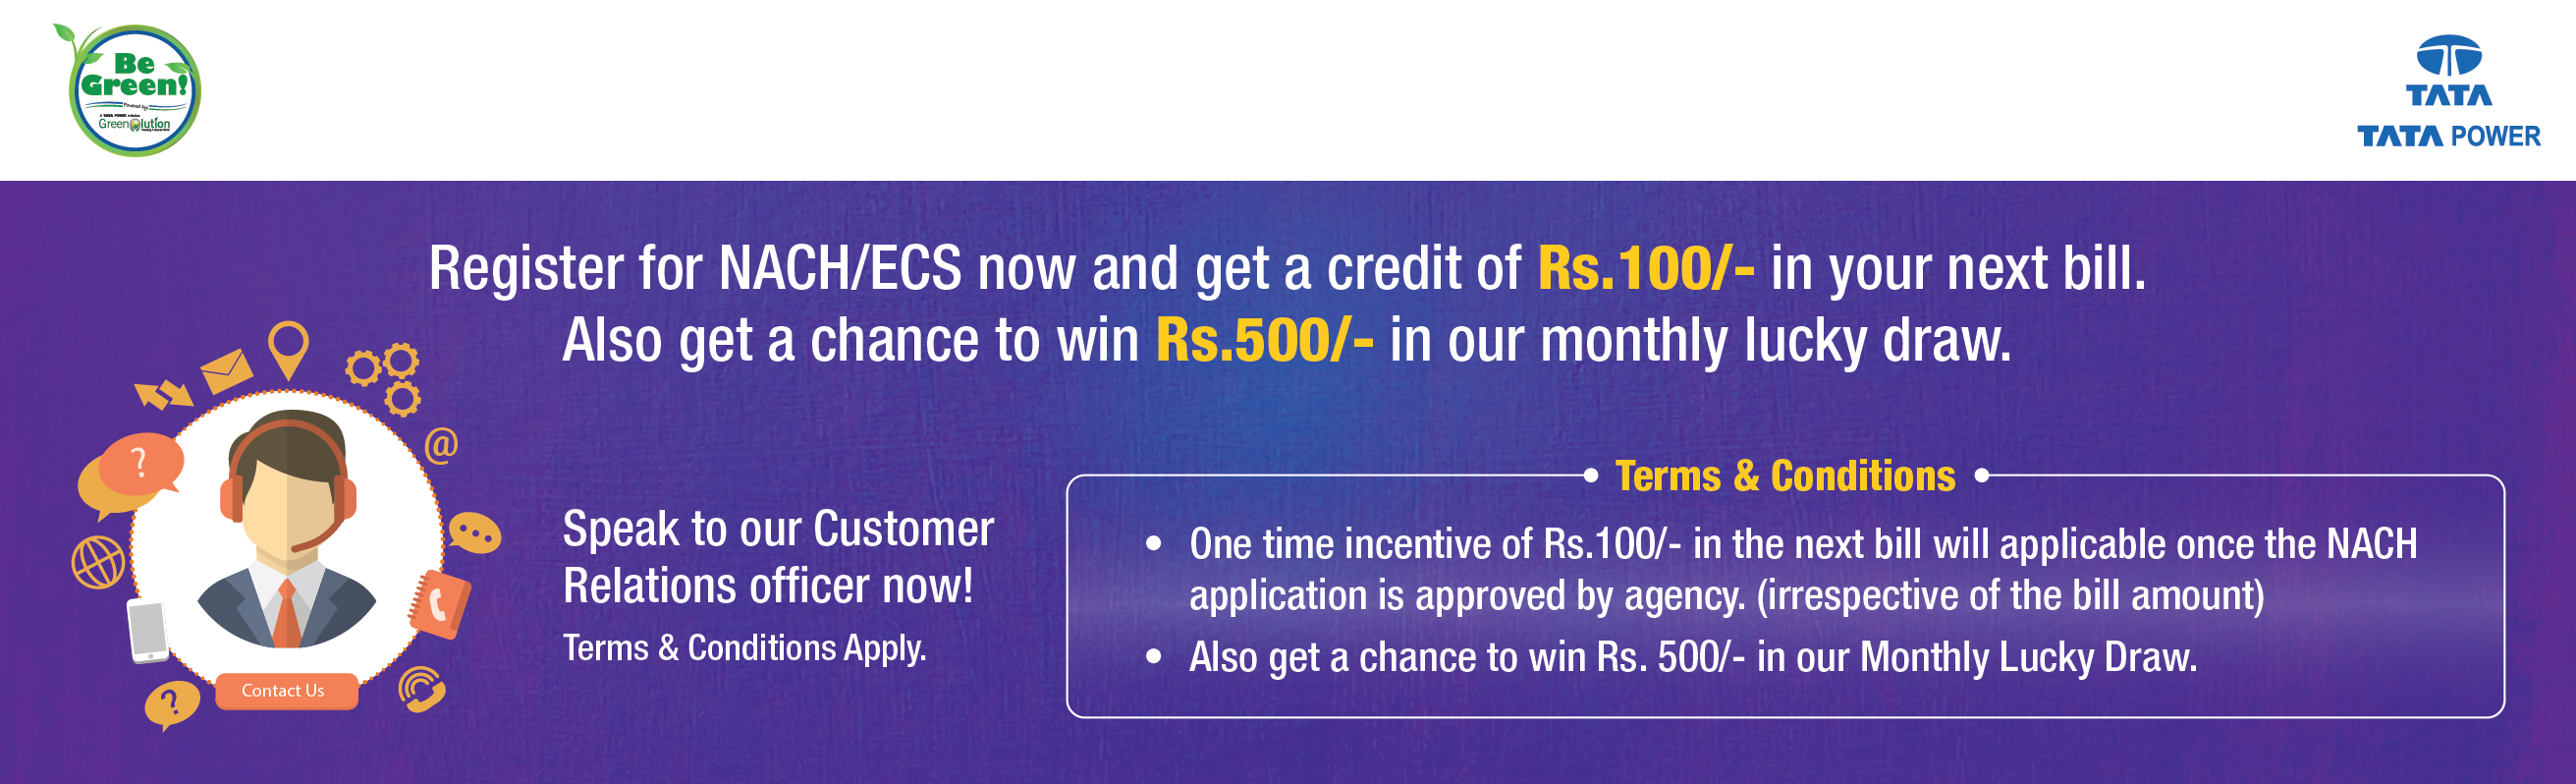 Be
Green!
Powered By:
A TATA POWER Initiative
Greenolution
TATA
TATA POWER
Register for NACH/ECS now and get a credit of Rs.100/- in your next bill.
Also get a chance to win Rs.500/- in our monthly lucky draw.
@
?
?
Contact Us
Speak to our Customer
Relations officer now!
Terms & Conditions Apply.
Terms & Conditions
• One time incentive of Rs.100/- in the next bill will applicable once the NACH
application is approved by agency. (irrespective of the bill amount)
• Also get a chance to win Rs. 500/- in our Monthly Lucky Draw.